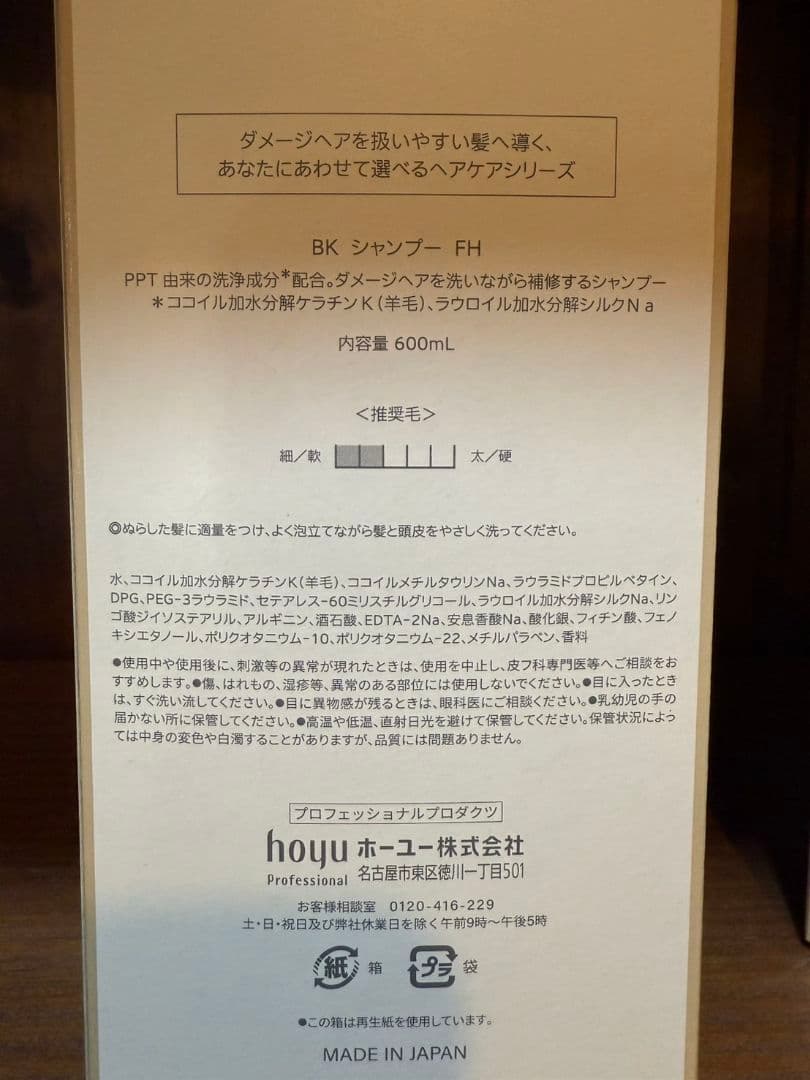 ダメージヘアを扱いやすい髪へ導く、
あなたにあわせて選べるヘアケアシリーズ
BK シャンプー FH
PPT由来の洗浄成分*配合。ダメージヘアを洗いながら補修するシャンプー
*ココイル加水分解ケラチンK(羊毛)、ラウロイル加水分解シルクNa
内容量 600mL
＜推奨毛＞
細／軟 太／硬
◎ぬらした髪に適量をつけ、よく泡立てながら髪と頭皮をやさしく洗ってください。
水、ココイル加水分解ケラチンK(羊毛)、ココイルメチルタウリンNa、ラウラミドプロピルベタイン、
DPG、PEG-3ラウラミド、セテアレス-60ミリスチルグリコール、ラウロイル加水分解シルクNa、リン
ゴ酸ジイソステアリル、アルギニン、酒石酸、EDTA-2Na、安息香酸Na、酸化銀、フィチン酸、フェノ
キシエタノール、ポリクオタニウム-10、ポリクオタニウム-22、メチルパラベン、香料
●使用中や使用後に、刺激等の異常が現れたときは、使用を中止し、皮フ科専門医等へご相談をお
すすめします。●傷、はれもの、湿疹等、異常のある部位には使用しないでください。●目に入ったとき
は、すぐ洗い流してください。●目に異物感が残るときは、眼科医にご相談ください。●乳幼児の手の
届かない所に保管してください。●高温や低温、直射日光を避けて保管してください。保管状況によっ
ては中身の変色や白濁することがありますが、品質には問題ありません。
プロフェッショナルプロダクツ
hoyu ホーユー株式会社
Professional 名古屋市東区徳川一丁目501
お客様相談室 0120-416-229
土・日・祝日及び弊社休業日を除く午前9時～午後5時
紙 箱 プラ 袋
●この箱は再生紙を使用しています。
MADE IN JAPAN